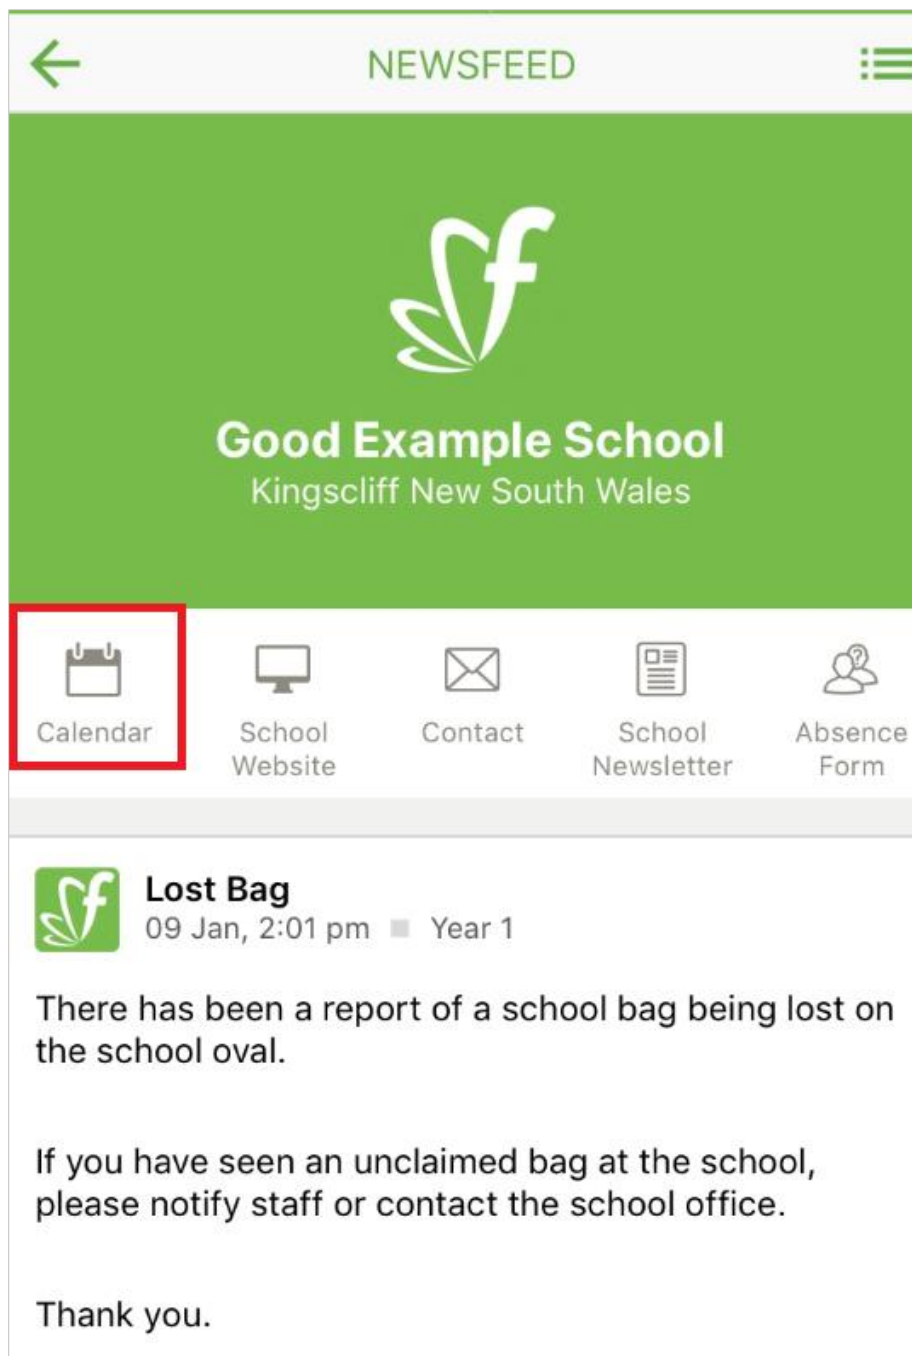 NEWSFEED
Good Example School
Kingscliff New South Wales
Calendar
School
Website
Contact
School
Newsletter
Absence
Form
Lost Bag
09 Jan, 2:01 pm Year 1
There has been a report of a school bag being lost on
the school oval.
If you have seen an unclaimed bag at the school,
please notify staff or contact the school office.
Thank you.